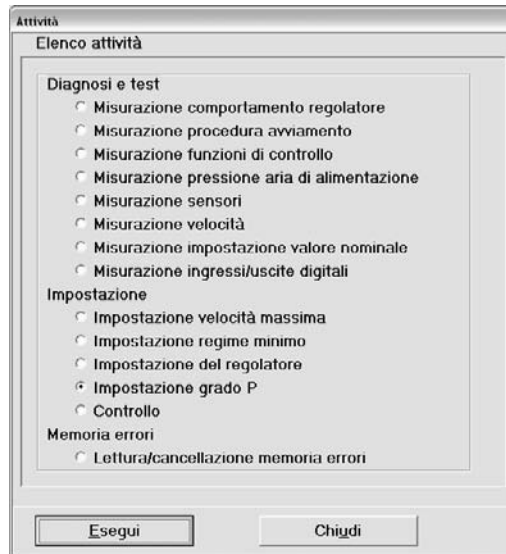 Attività
Elenco attività
Diagnosi e test
Misurazione comportamento regolatore
Misurazione procedura avviamento
Misurazione funzioni di controllo
Misurazione pressione aria di alimentazione
Misurazione sensori
Misurazione velocità
Misurazione impostazione valore nominale
Misurazione ingressi/uscite digitali
Impostazione
Impostazione velocità massima
Impostazione regime minimo
Impostazione del regolatore
Impostazione grado P
Controllo
Memoria errori
Lettura/cancellazione memoria errori
Esegui Chiudi